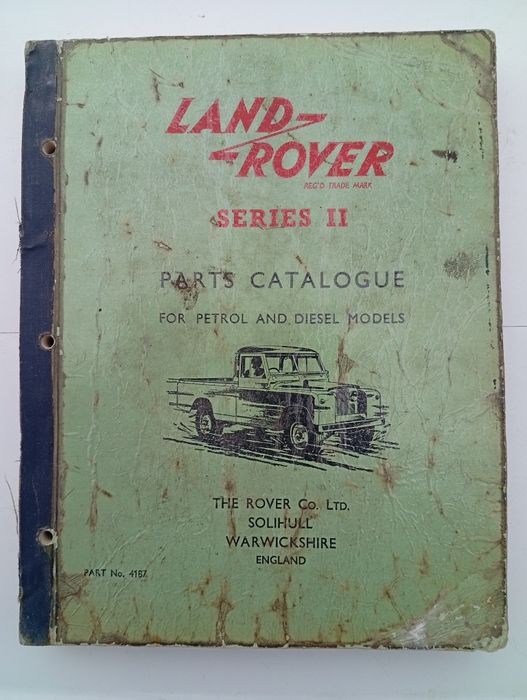 LAND
ROVER
REG'D TRADE MARK
SERIES II
PARTS CATALOGUE
FOR PETROL AND DIESEL MODELS
THE ROVER Co. LTD.
SOLIHULL
WARWICKSHIRE
ENGLAND
PART No. 4187